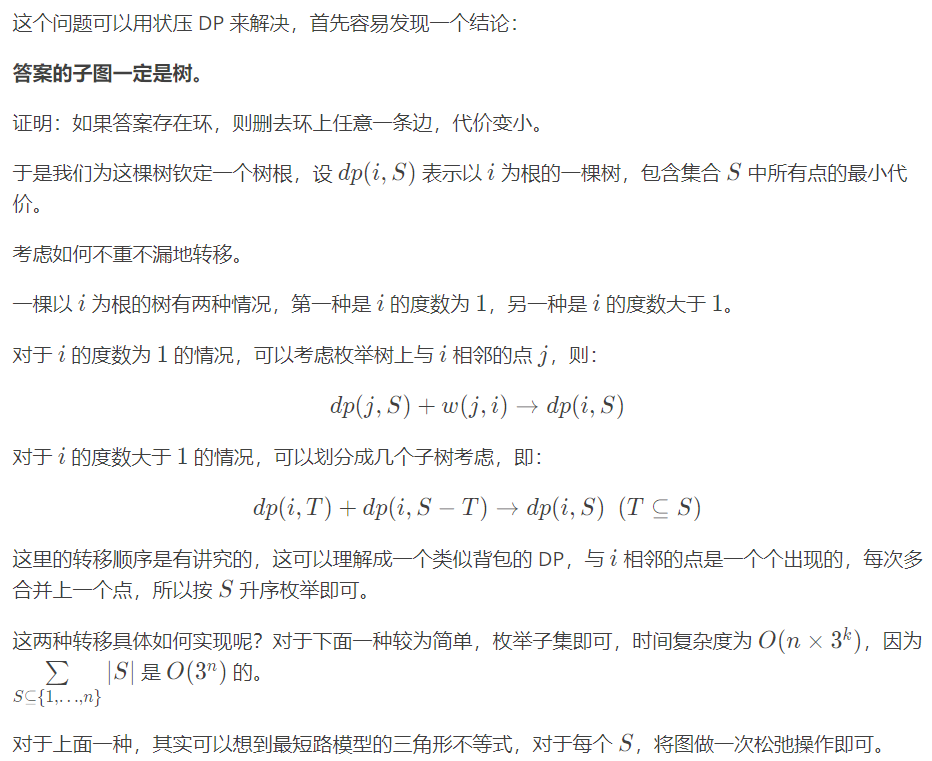 这个问题可以用状压 DP 来解决，首先容易发现一个结论：
答案的子图一定是树。
证明：如果答案存在环，则删去环上任意一条边，代价变小。
于是我们为这棵树钦定一个树根，设 dp(i, S) 表示以 i 为根的一棵树，包含集合 S 中所有点的最小代
价。
考虑如何不重不漏地转移。
一棵以 i 为根的树有两种情况，第一种是 i 的度数为 1，另一种是 i 的度数大于 1。
对于 i 的度数为 1 的情况，可以考虑枚举树上与 i 相邻的点 j，则：
dp(j, S) + w(j, i) → dp(i, S)
对于 i 的度数大于 1 的情况，可以划分成几个子树考虑，即：
dp(i, T) + dp(i, S − T) → dp(i, S) (T ⊆ S)
这里的转移顺序是有讲究的，这可以理解成一个类似背包的 DP，与 i 相邻的点是一个个出现的，每次多
合并上一个点，所以按 S 升序枚举即可。
这两种转移具体如何实现呢？对于下面一种较为简单，枚举子集即可，时间复杂度为 O(n × 3^k)，因为
∑_{S⊆{1,…,n}} |S| 是 O(3^n) 的。
对于上面一种，其实可以想到最短路模型的三角形不等式，对于每个 S，将图做一次松弛操作即可。